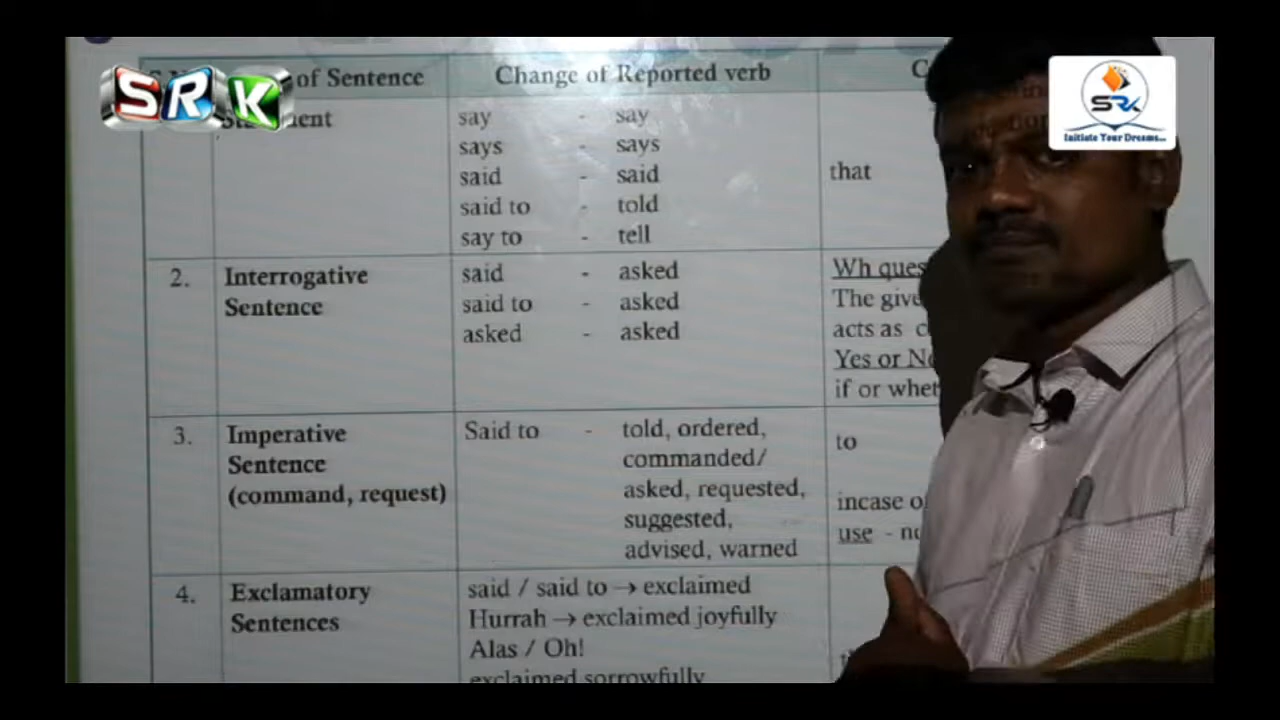 SRK
of Sentence Change of Reported verb
SRK
Initiate Your Dreams...
say - say
says - says
said - said
said to - told
say to - tell
that
2. Interrogative
Sentence
said - asked
said to - asked
asked - asked
Wh ques
The give
acts as c
Yes or No
if or whet
3. Imperative
Sentence
(command, request)
Said to - told, ordered,
commanded/
asked, requested,
suggested,
advised, warned
to
incase o
use - no
4. Exclamatory
Sentences
said / said to → exclaimed
Hurrah → exclaimed joyfully
Alas / Oh!
exclaimed sorrowfully